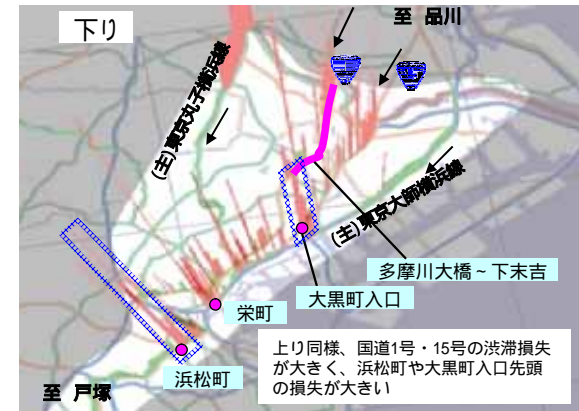 下り
至 品川
(主)東京丸子横浜線
(主)東京大師横浜線
多摩川大橋~下末吉
大黒町入口
栄町
浜松町
至 戸塚
上り同様、国道1号・15号の渋滞損失
が大きく、浜松町や大黒町入口先頭
の損失が大きい